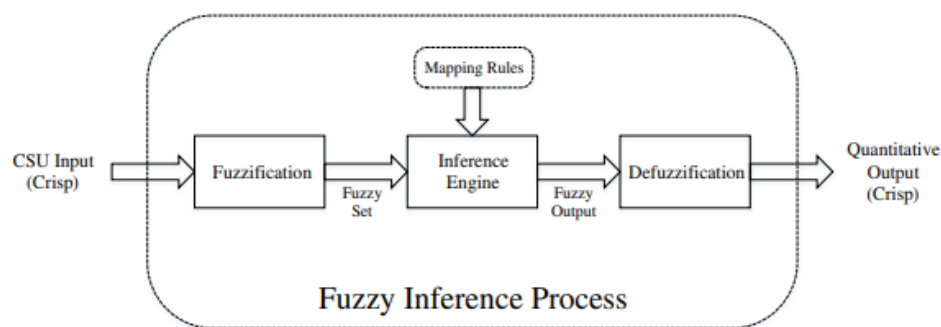 Mapping Rules
CSU Input
(Crisp)
Fuzzification
Fuzzy
Set
Inference
Engine
Fuzzy
Output
Defuzzification
Quantitative
Output
(Crisp)
Fuzzy Inference Process